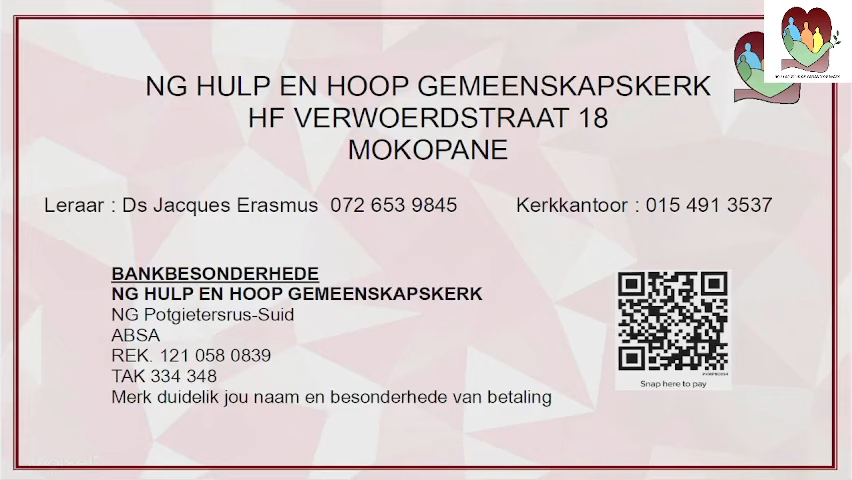 NG HULP EN HOOP GEMEENSKAPSKERK
HF VERWOERDSTRAAT 18
MOKOPANE
Leraar : Ds Jacques Erasmus 072 653 9845 Kerkkantoor : 015 491 3537
BANKBESONDERHEDE
NG HULP EN HOOP GEMEENSKAPSKERK
NG Potgietersrus-Suid
ABSA
REK. 121 058 0839
TAK 334 348
Merk duidelik jou naam en besonderhede van betaling
Snap here to pay